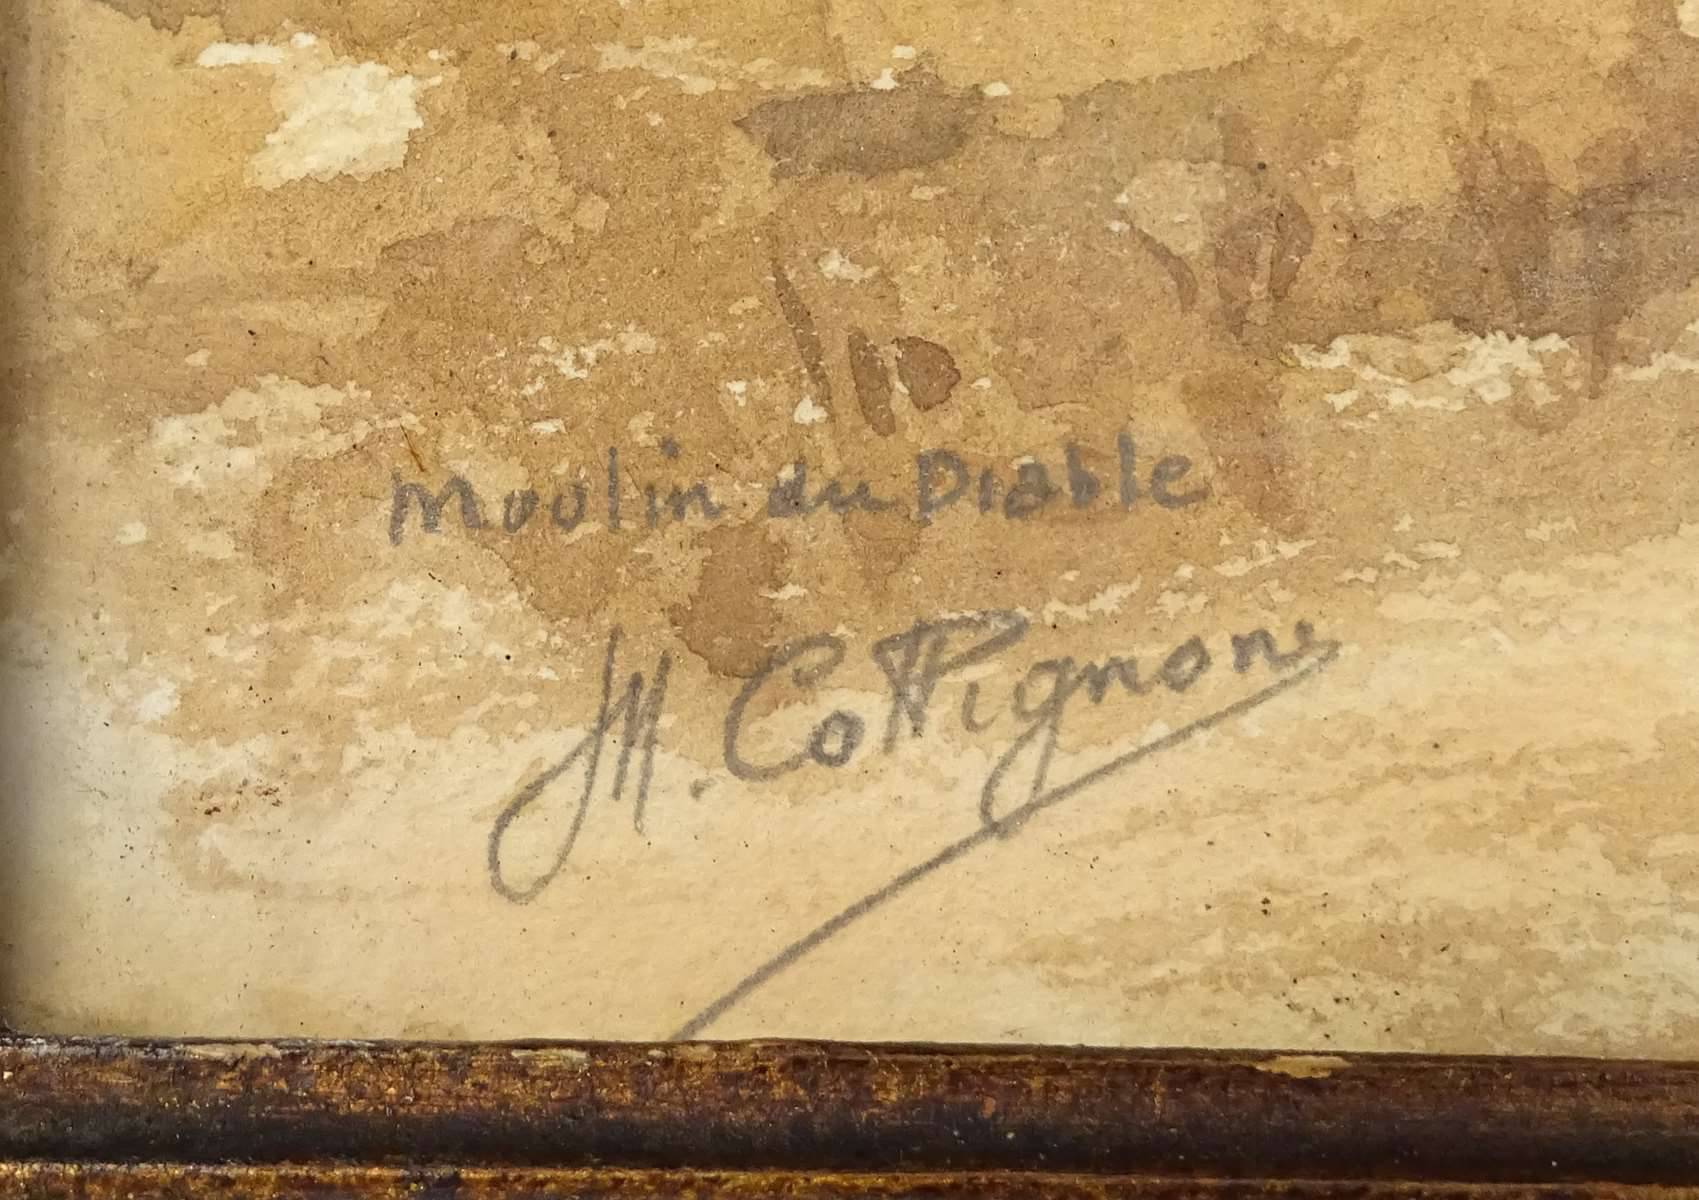 Moulin du Diable
M. Cottignon